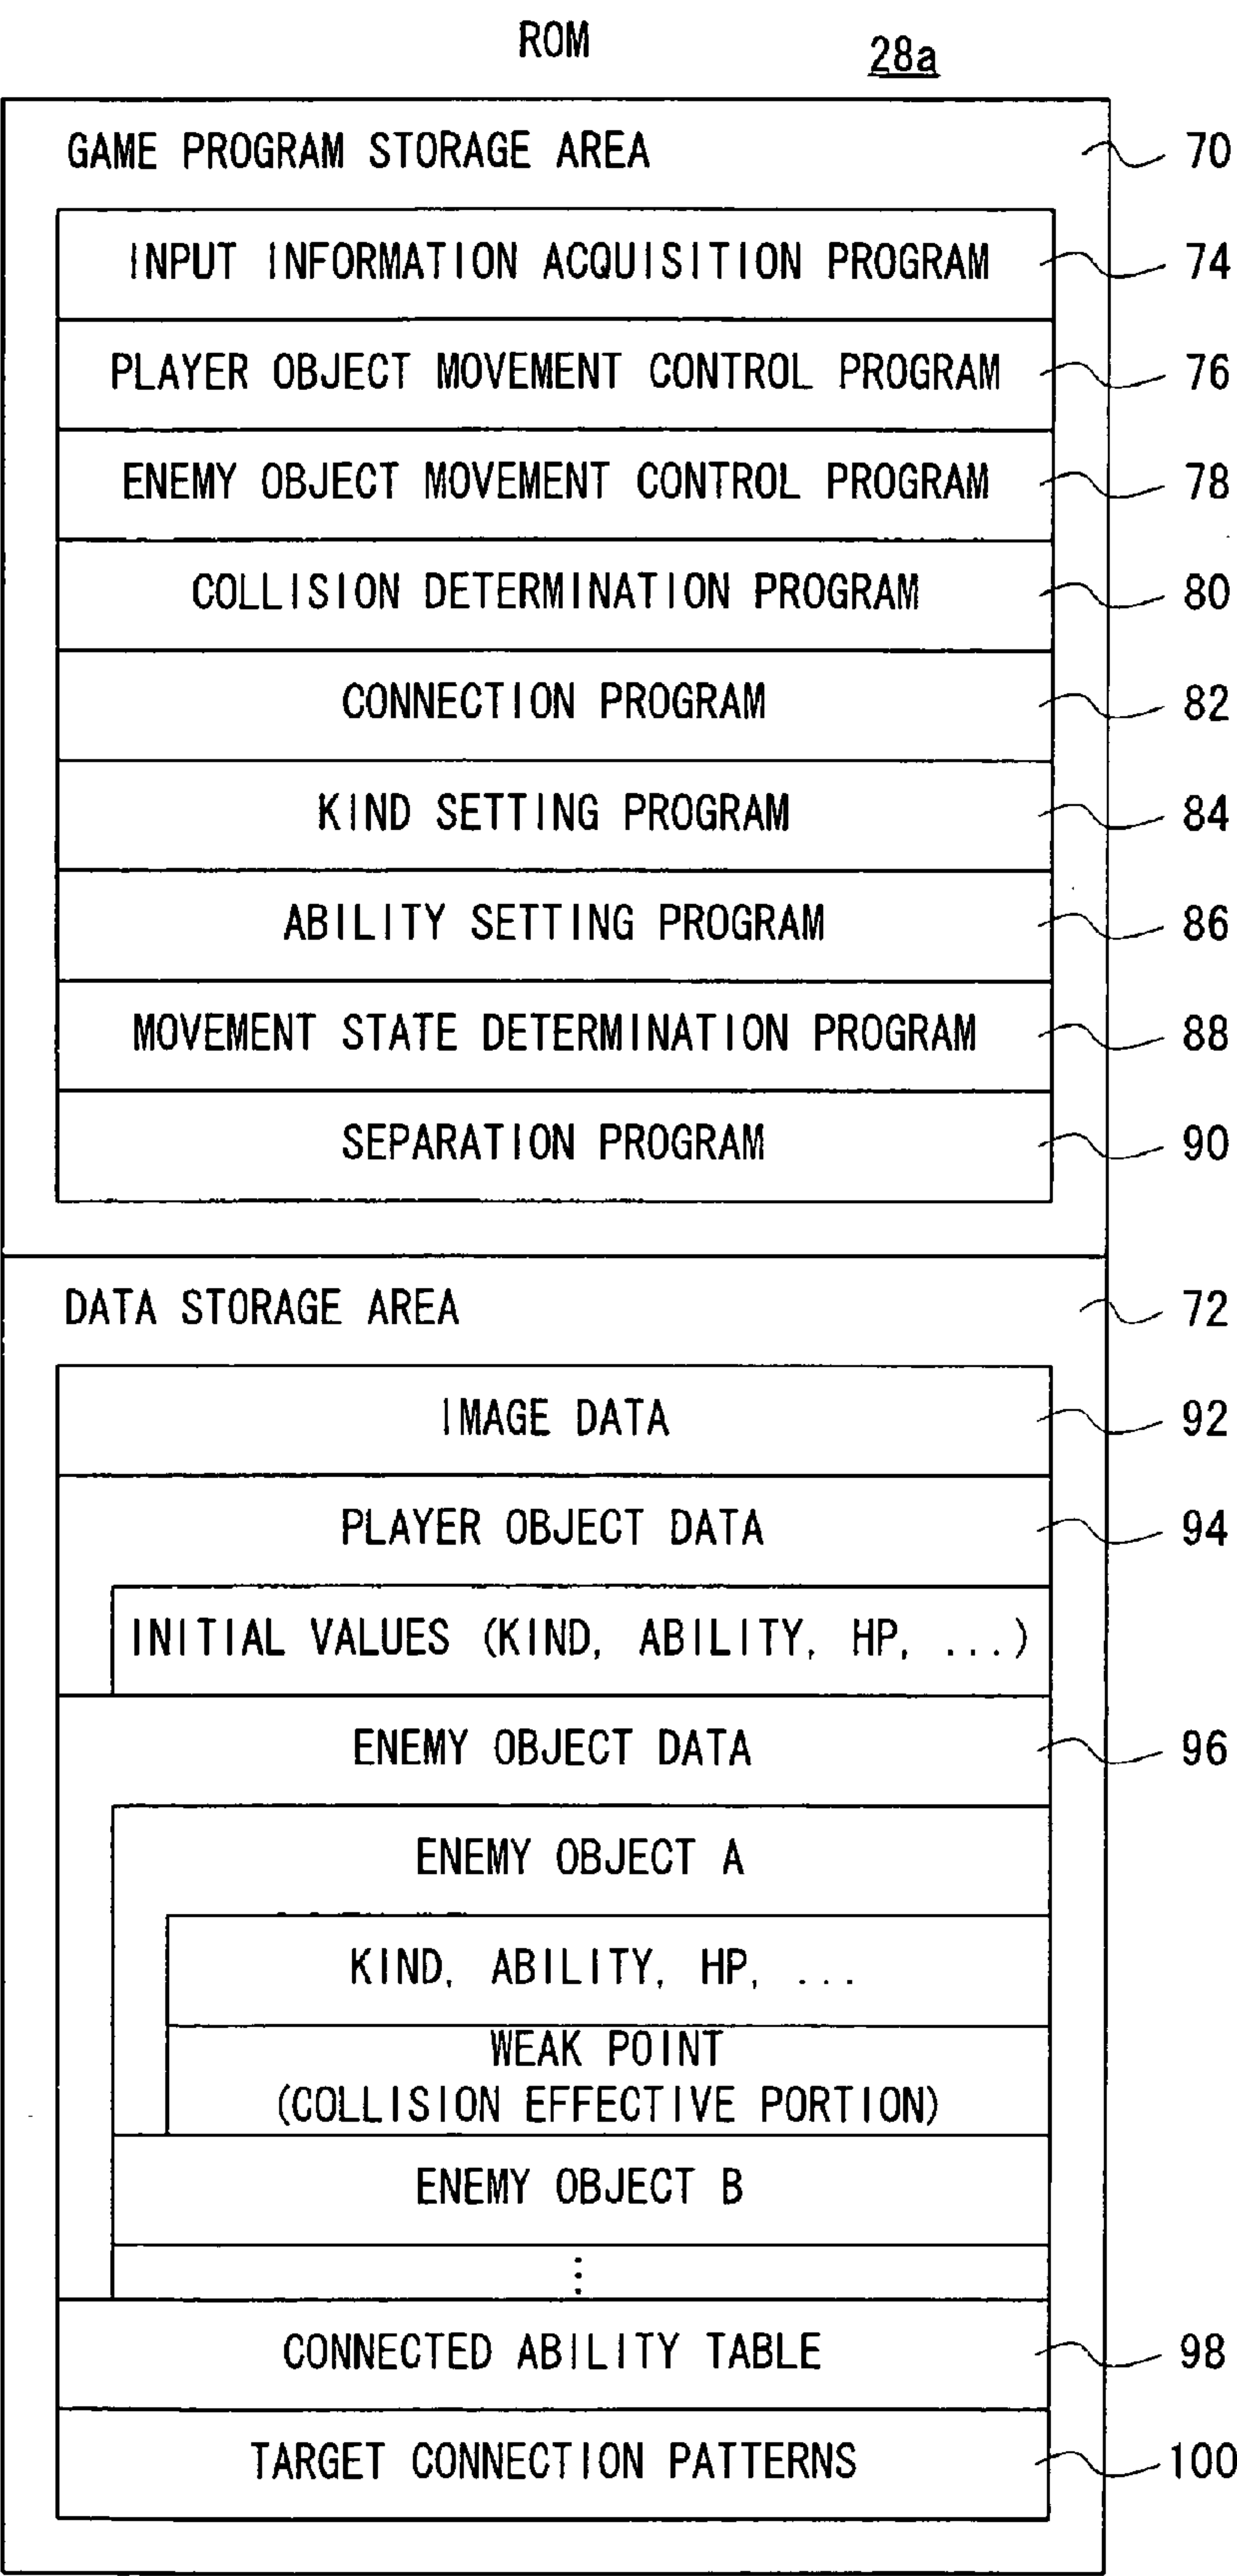 ROM 28a
GAME PROGRAM STORAGE AREA 70
INPUT INFORMATION ACQUISITION PROGRAM 74
PLAYER OBJECT MOVEMENT CONTROL PROGRAM 76
ENEMY OBJECT MOVEMENT CONTROL PROGRAM 78
COLLISION DETERMINATION PROGRAM 80
CONNECTION PROGRAM 82
KIND SETTING PROGRAM 84
ABILITY SETTING PROGRAM 86
MOVEMENT STATE DETERMINATION PROGRAM 88
SEPARATION PROGRAM 90
DATA STORAGE AREA 72
IMAGE DATA 92
PLAYER OBJECT DATA 94
INITIAL VALUES (KIND, ABILITY, HP, ...)
ENEMY OBJECT DATA 96
ENEMY OBJECT A
KIND, ABILITY, HP, ...
WEAK POINT
(COLLISION EFFECTIVE PORTION)
ENEMY OBJECT B
⋮
CONNECTED ABILITY TABLE 98
TARGET CONNECTION PATTERNS 100